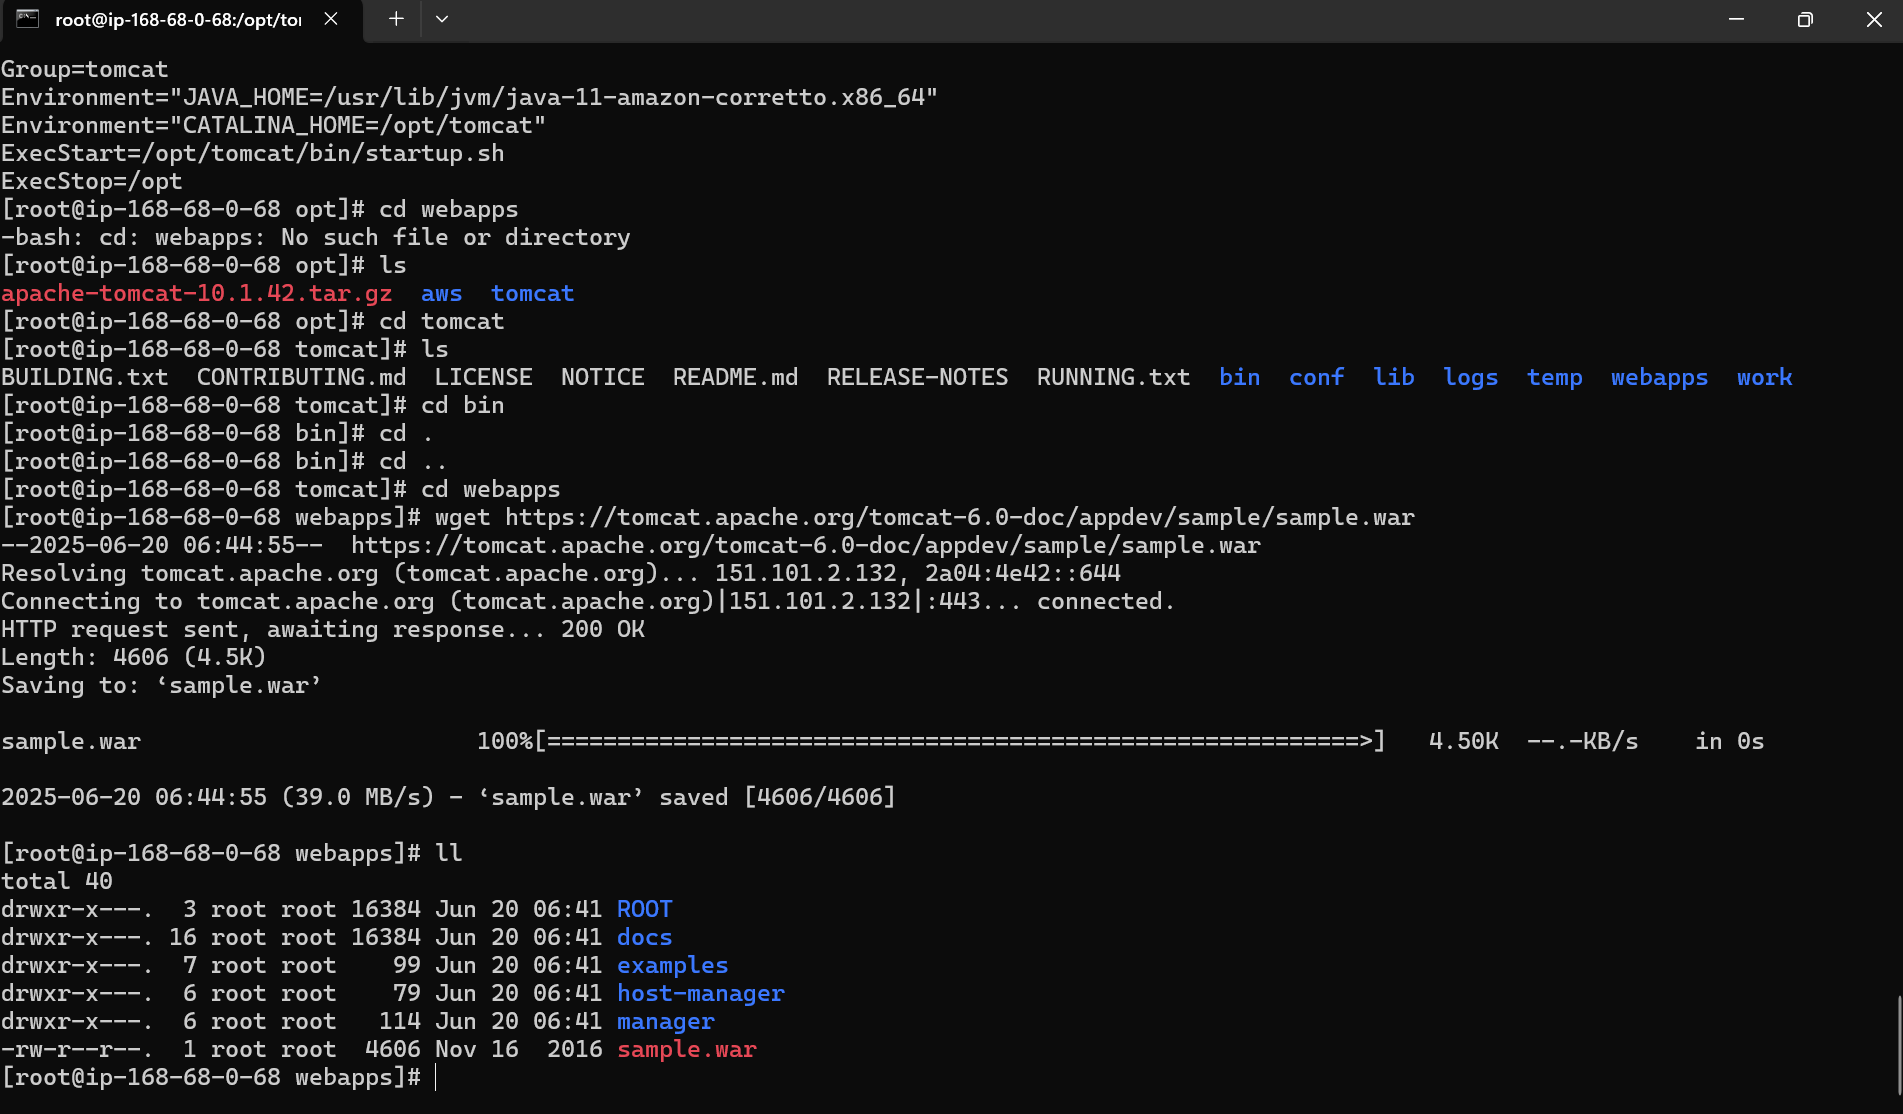 root@ip-168-68-0-68:/opt/tor
Group=tomcat
Environment="JAVA_HOME=/usr/lib/jvm/java-11-amazon-corretto.x86_64"
Environment="CATALINA_HOME=/opt/tomcat"
ExecStart=/opt/tomcat/bin/startup.sh
ExecStop=/opt
[root@ip-168-68-0-68 opt]# cd webapps
-bash: cd: webapps: No such file or directory
[root@ip-168-68-0-68 opt]# ls
apache-tomcat-10.1.42.tar.gz  aws  tomcat
[root@ip-168-68-0-68 opt]# cd tomcat
[root@ip-168-68-0-68 tomcat]# ls
BUILDING.txt  CONTRIBUTING.md  LICENSE  NOTICE  README.md  RELEASE-NOTES  RUNNING.txt  bin  conf  lib  logs  temp  webapps  work
[root@ip-168-68-0-68 tomcat]# cd bin
[root@ip-168-68-0-68 bin]# cd .
[root@ip-168-68-0-68 bin]# cd ..
[root@ip-168-68-0-68 tomcat]# cd webapps
[root@ip-168-68-0-68 webapps]# wget https://tomcat.apache.org/tomcat-6.0-doc/appdev/sample/sample.war
--2025-06-20 06:44:55--  https://tomcat.apache.org/tomcat-6.0-doc/appdev/sample/sample.war
Resolving tomcat.apache.org (tomcat.apache.org)... 151.101.2.132, 2a04:4e42::644
Connecting to tomcat.apache.org (tomcat.apache.org)|151.101.2.132|:443... connected.
HTTP request sent, awaiting response... 200 OK
Length: 4606 (4.5K)
Saving to: ‘sample.war’
sample.war                        100%[==========================================================>]   4.50K  --.-KB/s    in 0s
2025-06-20 06:44:55 (39.0 MB/s) - ‘sample.war’ saved [4606/4606]
[root@ip-168-68-0-68 webapps]# ll
total 40
drwxr-x---.  3 root root 16384 Jun 20 06:41 ROOT
drwxr-x---. 16 root root 16384 Jun 20 06:41 docs
drwxr-x---.  7 root root    99 Jun 20 06:41 examples
drwxr-x---.  6 root root    79 Jun 20 06:41 host-manager
drwxr-x---.  6 root root   114 Jun 20 06:41 manager
-rw-r--r--.  1 root root  4606 Nov 16  2016 sample.war
[root@ip-168-68-0-68 webapps]#